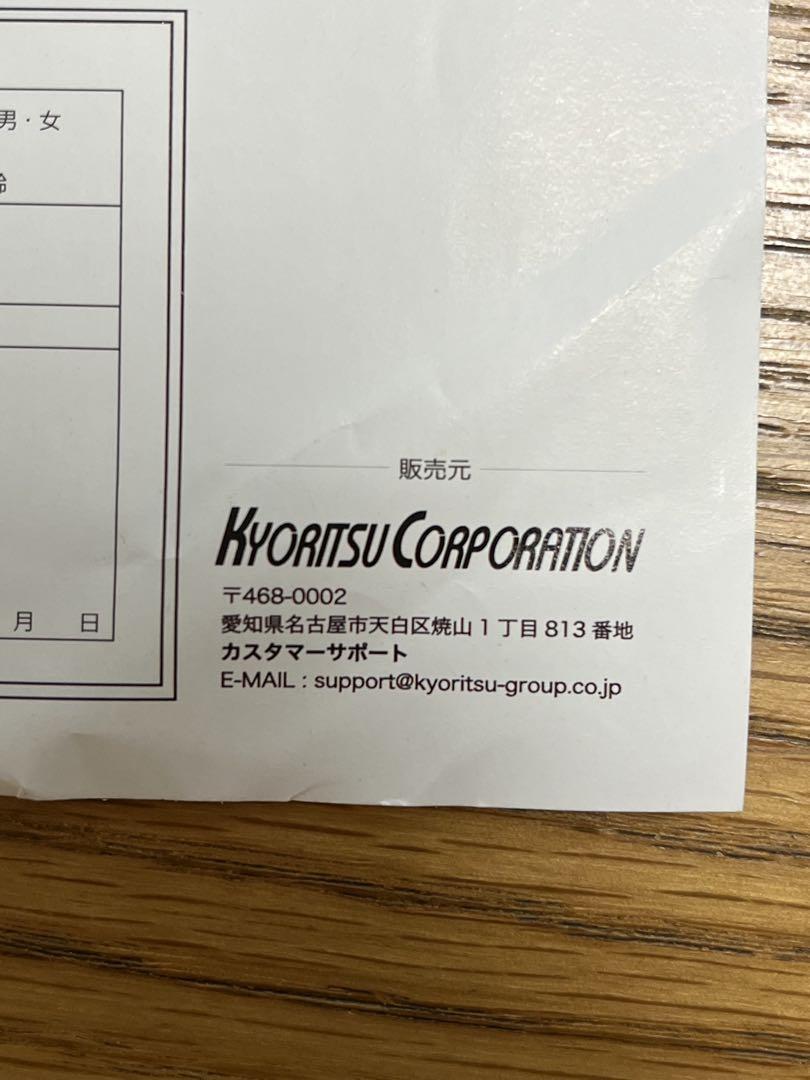 男・女
齢
月 日
販売元
KYORITSU CORPORATION
〒468-0002
愛知県名古屋市天白区焼山1丁目813番地
カスタマーサポート
E-MAIL : support@kyoritsu-group.co.jp